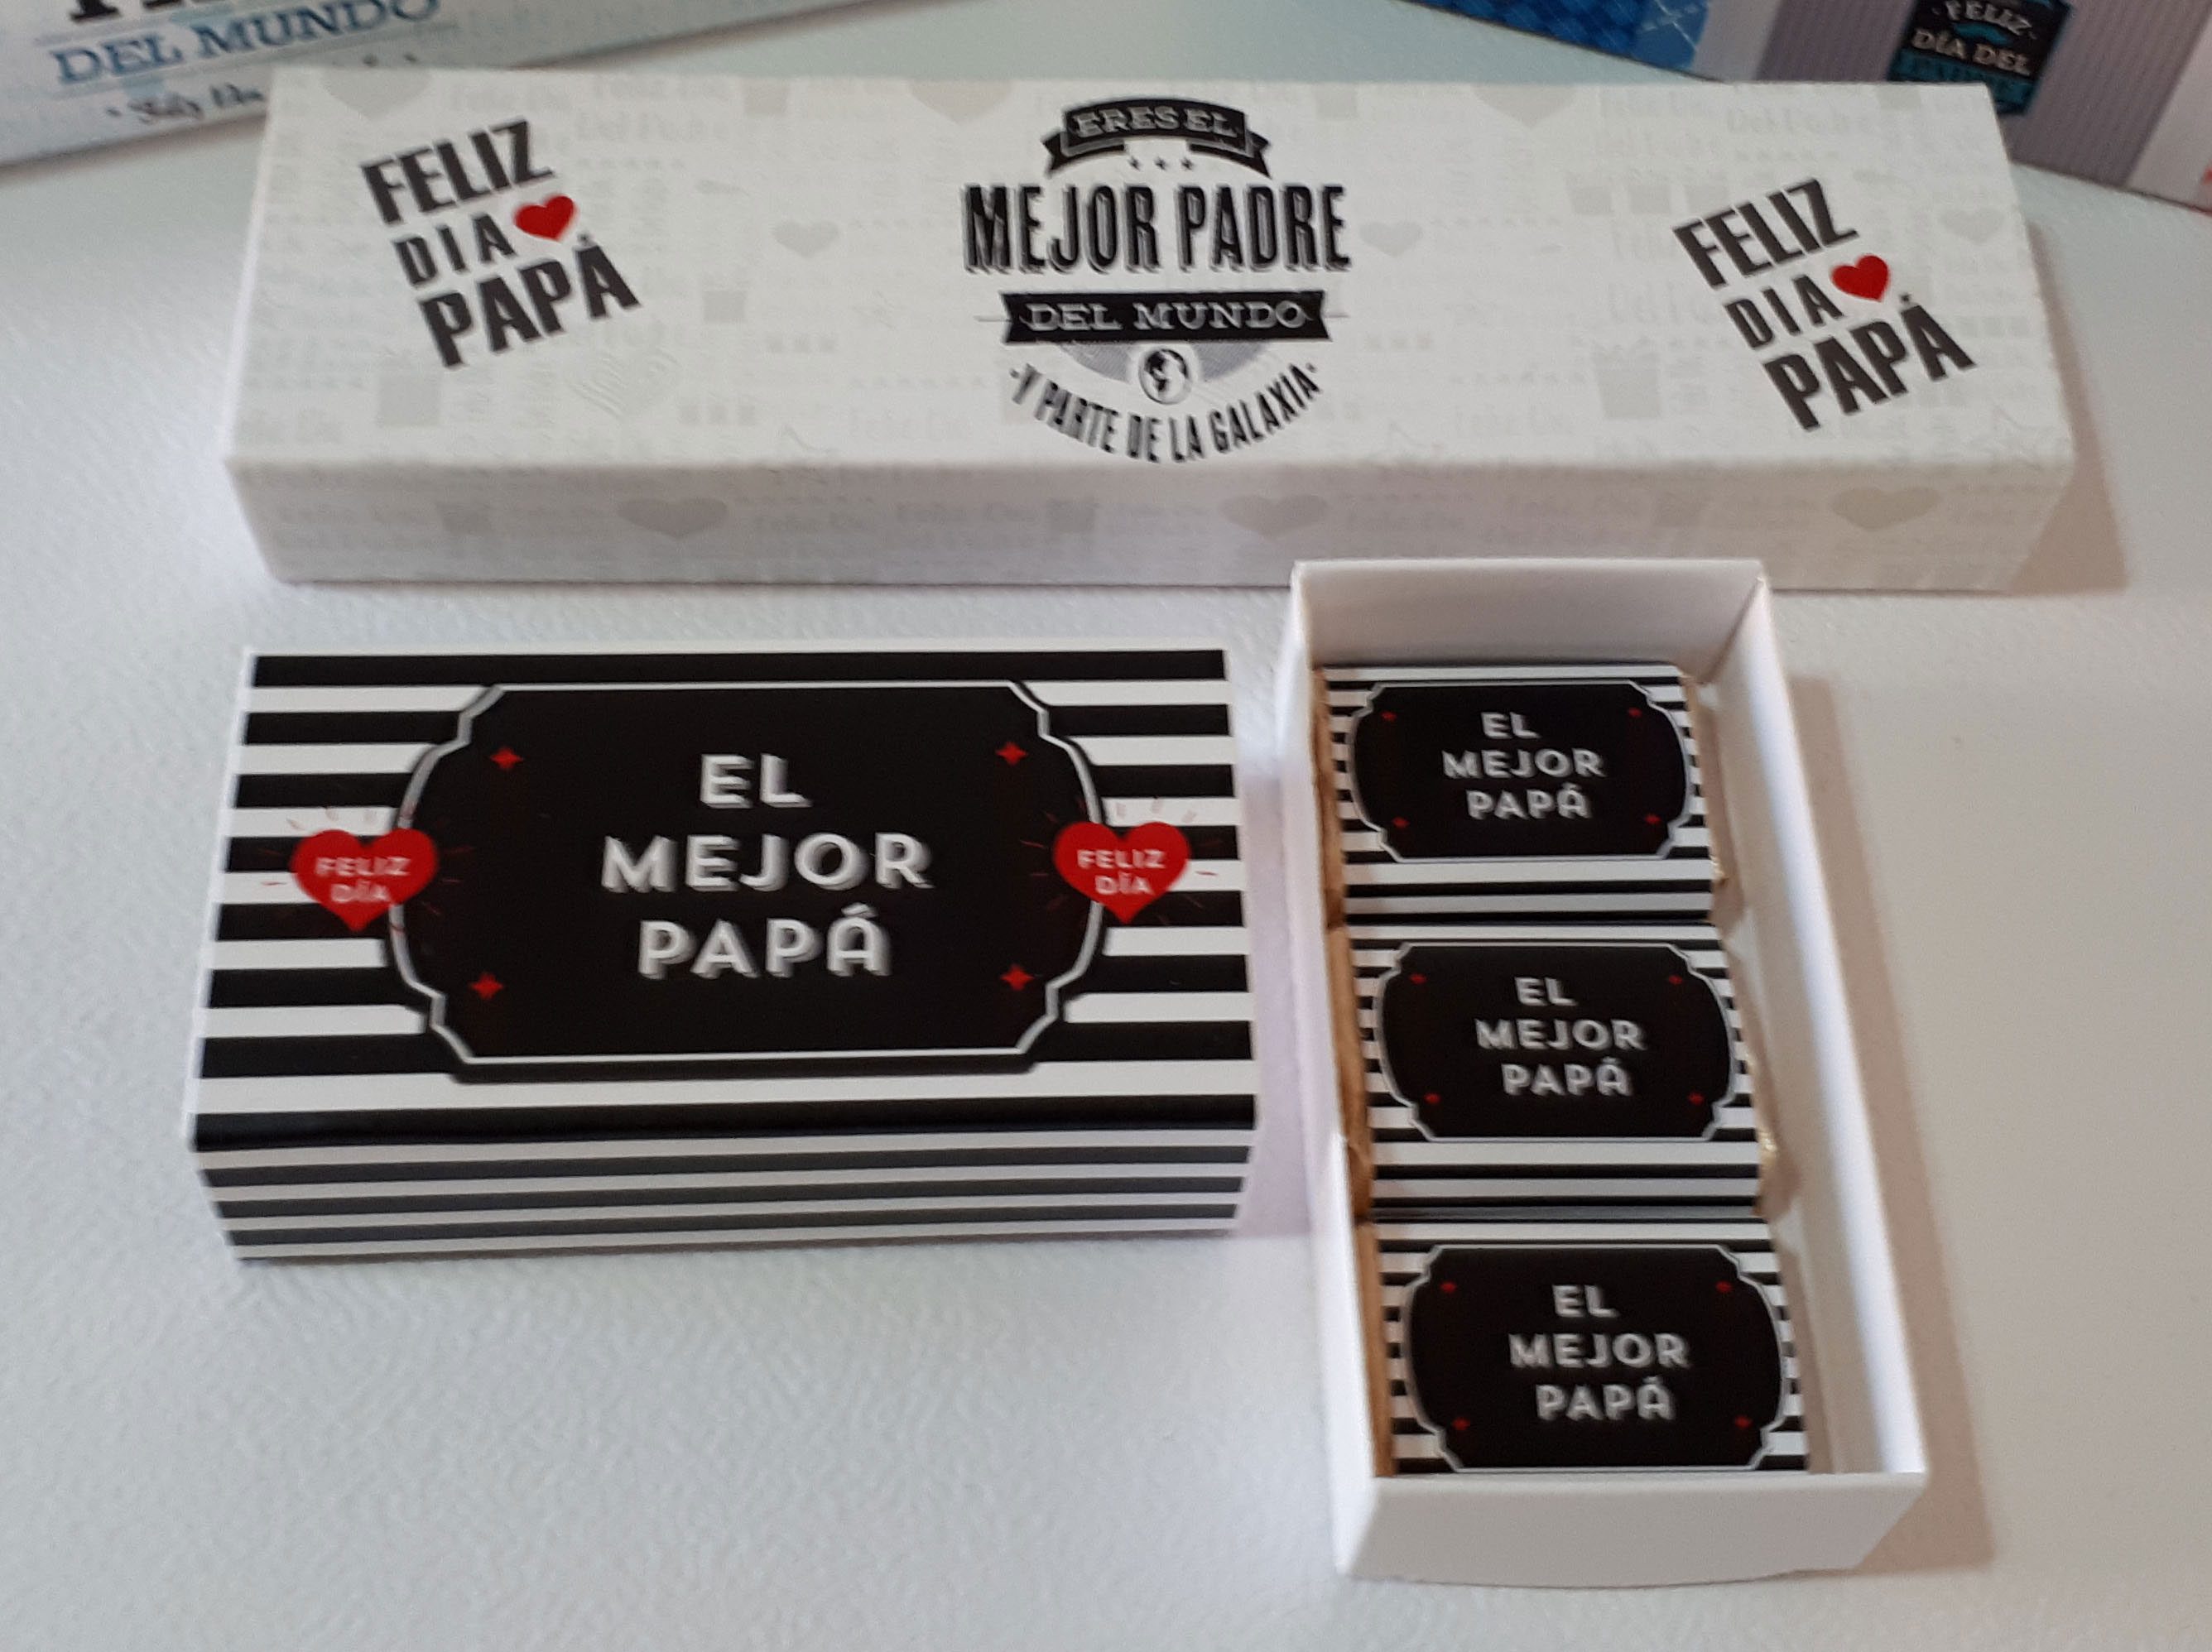 DEL MUNDO
FELIZ
DÍA DEL
FELIZ
DIA
PAPÁ
ERES EL
MEJOR PADRE
DEL MUNDO
Y PARTE DE LA GALAXIA
FELIZ
DIA
PAPÁ
EL
MEJOR
PAPÁ
FELIZ
DÍA
FELIZ
DÍA
EL
MEJOR
PAPÁ
EL
MEJOR
PAPÁ
EL
MEJOR
PAPÁ